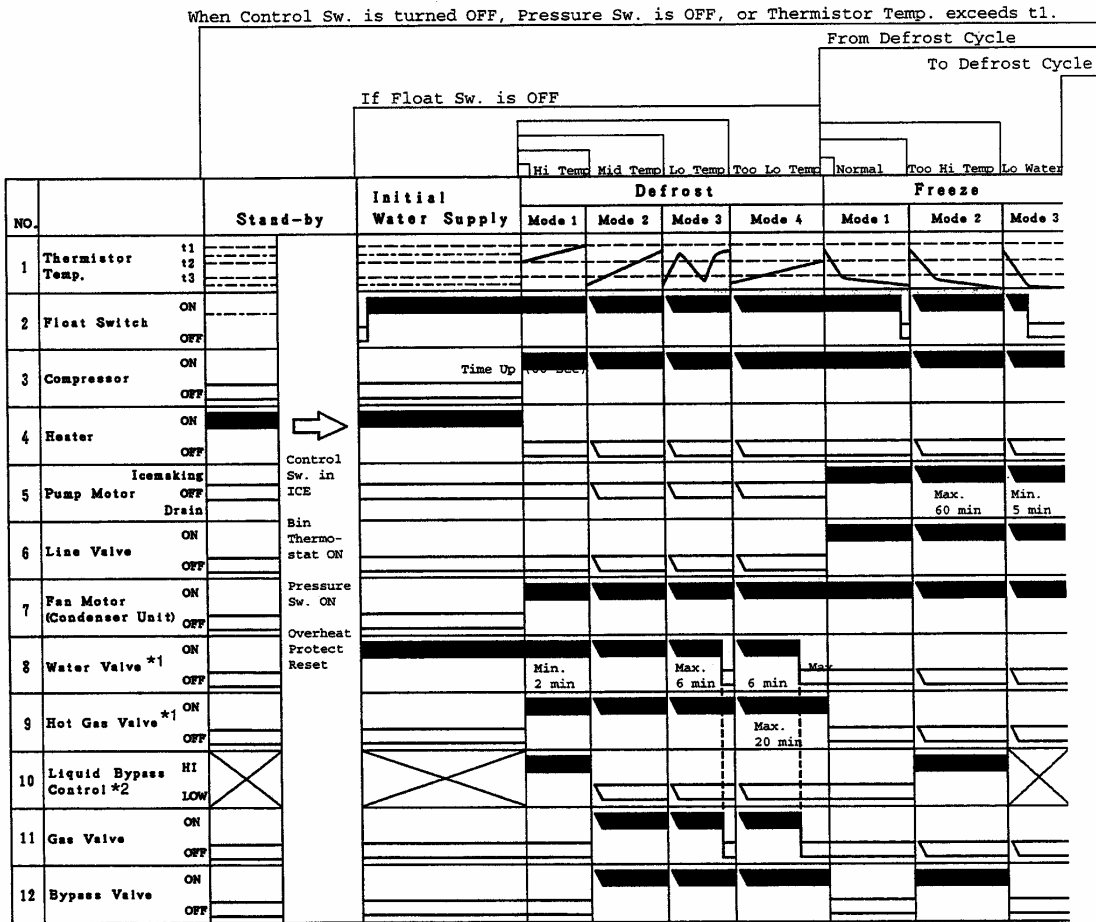 When Control Sw. is turned OFF, Pressure Sw. is OFF, or Thermistor Temp. exceeds t1.
From Defrost Cycle
To Defrost Cycle
If Float Sw. is OFF
Hi Temp Mid Temp Lo Temp Too Lo Temp Normal Too Hi Temp Lo Water
NO. Stand-by Initial Water Supply Defrost Freeze
Mode 1 Mode 2 Mode 3 Mode 4 Mode 1 Mode 2 Mode 3
1 Thermistor Temp. t1 t2 t3
2 Float Switch ON OFF
3 Compressor ON OFF
Time Up
4 Heater ON OFF
Control Sw. in ICE
Bin Thermo-stat ON
Pressure Sw. ON
Overheat Protect Reset
5 Pump Motor Icemaking OFF Drain
Max. 60 min
Min. 5 min
6 Line Valve ON OFF
7 Fan Motor (Condenser Unit) ON OFF
8 Water Valve *1 ON OFF
Min. 2 min
Max. 6 min
6 min
Max
9 Hot Gas Valve *1 ON OFF
Max. 20 min
10 Liquid Bypass Control *2 HI LOW
11 Gas Valve ON OFF
12 Bypass Valve ON OFF